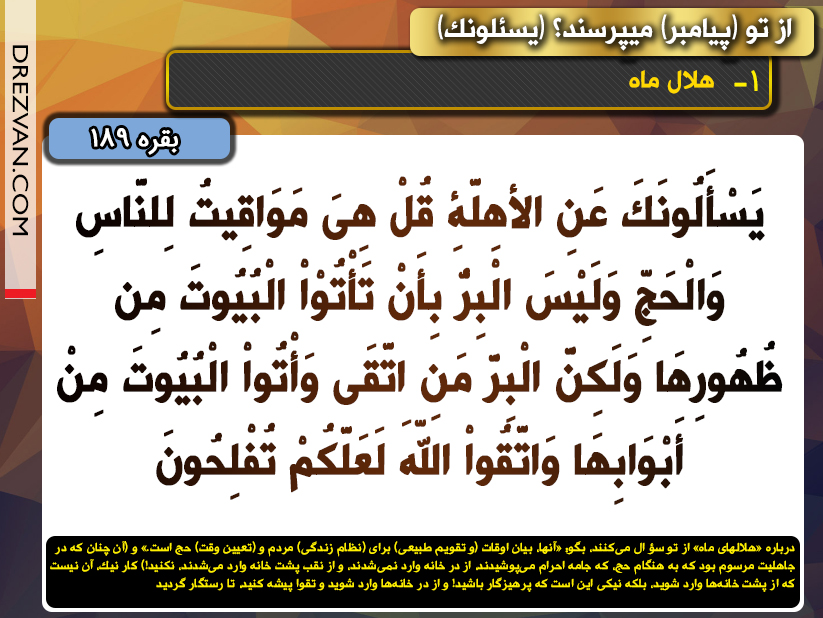 از تو (پیامبر) میپرسند؟ (یسئلونک)
۱- هلال ماه
بقره ۱۸۹
DREZVAN.COM
يَسْأَلُونَكَ عَنِ الأهِلّهِٔ قُلْ هِىَ مَوَاقِيتُ لِلنّاسِ
وَالْحَجّ وَلَيْسَ الْبِرّ بِأَنْ تَأْتُوْاْ الْبُيُوتَ مِن
ظُهُورِهَا وَلَكِنّ الْبِرّ مَنِ اتّقَى وَأْتُواْ الْبُيُوتَ مِنْ
أَبْوَابِهَا وَاتّقُواْ اللّهَ لَعَلّكُمْ تُفْلِحُونَ
درباره «هلالهای ماه» از تو سؤ ال می‌کنند، بگو: «آنها، بیان اوقات (و تقویم طبیعی) برای (نظام زندگی) مردم و (تعیین وقت) حج است.» و (آن چنان که در
جاهلیت مرسوم بود که به هنگام حج، که جامه احرام می‌پوشیدند، از در خانه وارد نمی‌شدند، و از نقب پشت خانه وارد می‌شدند، نکنید!) کار نیک، آن نیست
که از پشت خانه‌ها وارد شوید، بلکه نیکی این است که پرهیزگار باشید! و از در خانه‌ها وارد شوید و تقوا پیشه کنید، تا رستگار گردید